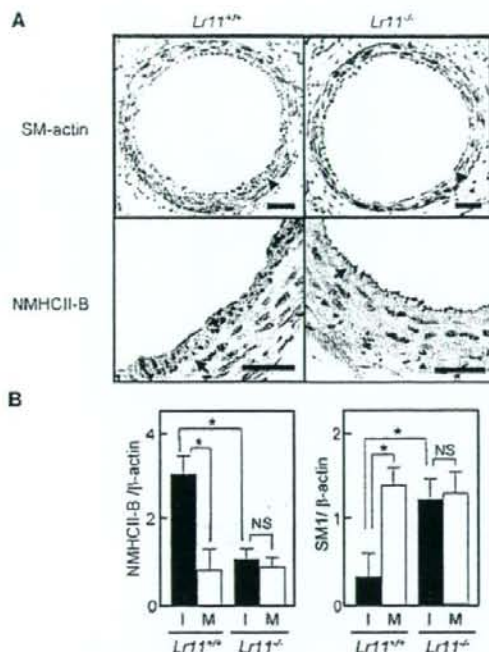 A
Lr11+/+ Lr11-/-
SM-actin
NMHCII-B
B
NMHCII-B /β-actin
4
2
0
*
*
NS
I M I M
Lr11+/+ Lr11-/-
SM1/ β-actin
2
1
0
*
*
NS
I M I M
Lr11+/+ Lr11-/-